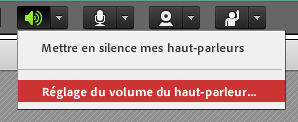 Mettre en silence mes haut-parleurs
Réglage du volume du haut-parleur...